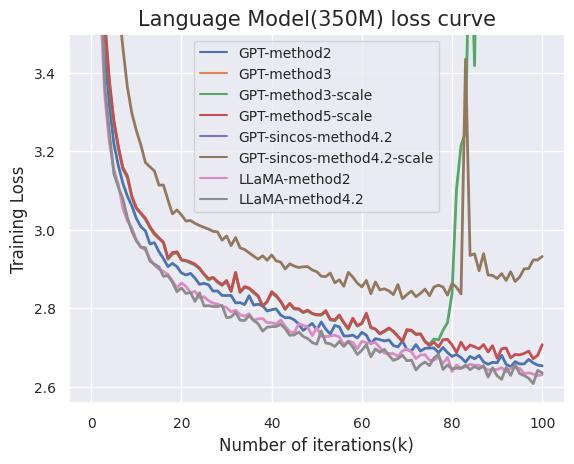 Language Model(350M) loss curve
GPT-method2
GPT-method3
GPT-method3-scale
GPT-method5-scale
GPT-sincos-method4.2
GPT-sincos-method4.2-scale
LLaMA-method2
LLaMA-method4.2
Training Loss
3.4
3.2
3.0
2.8
2.6
0 20 40 60 80 100
Number of iterations(k)